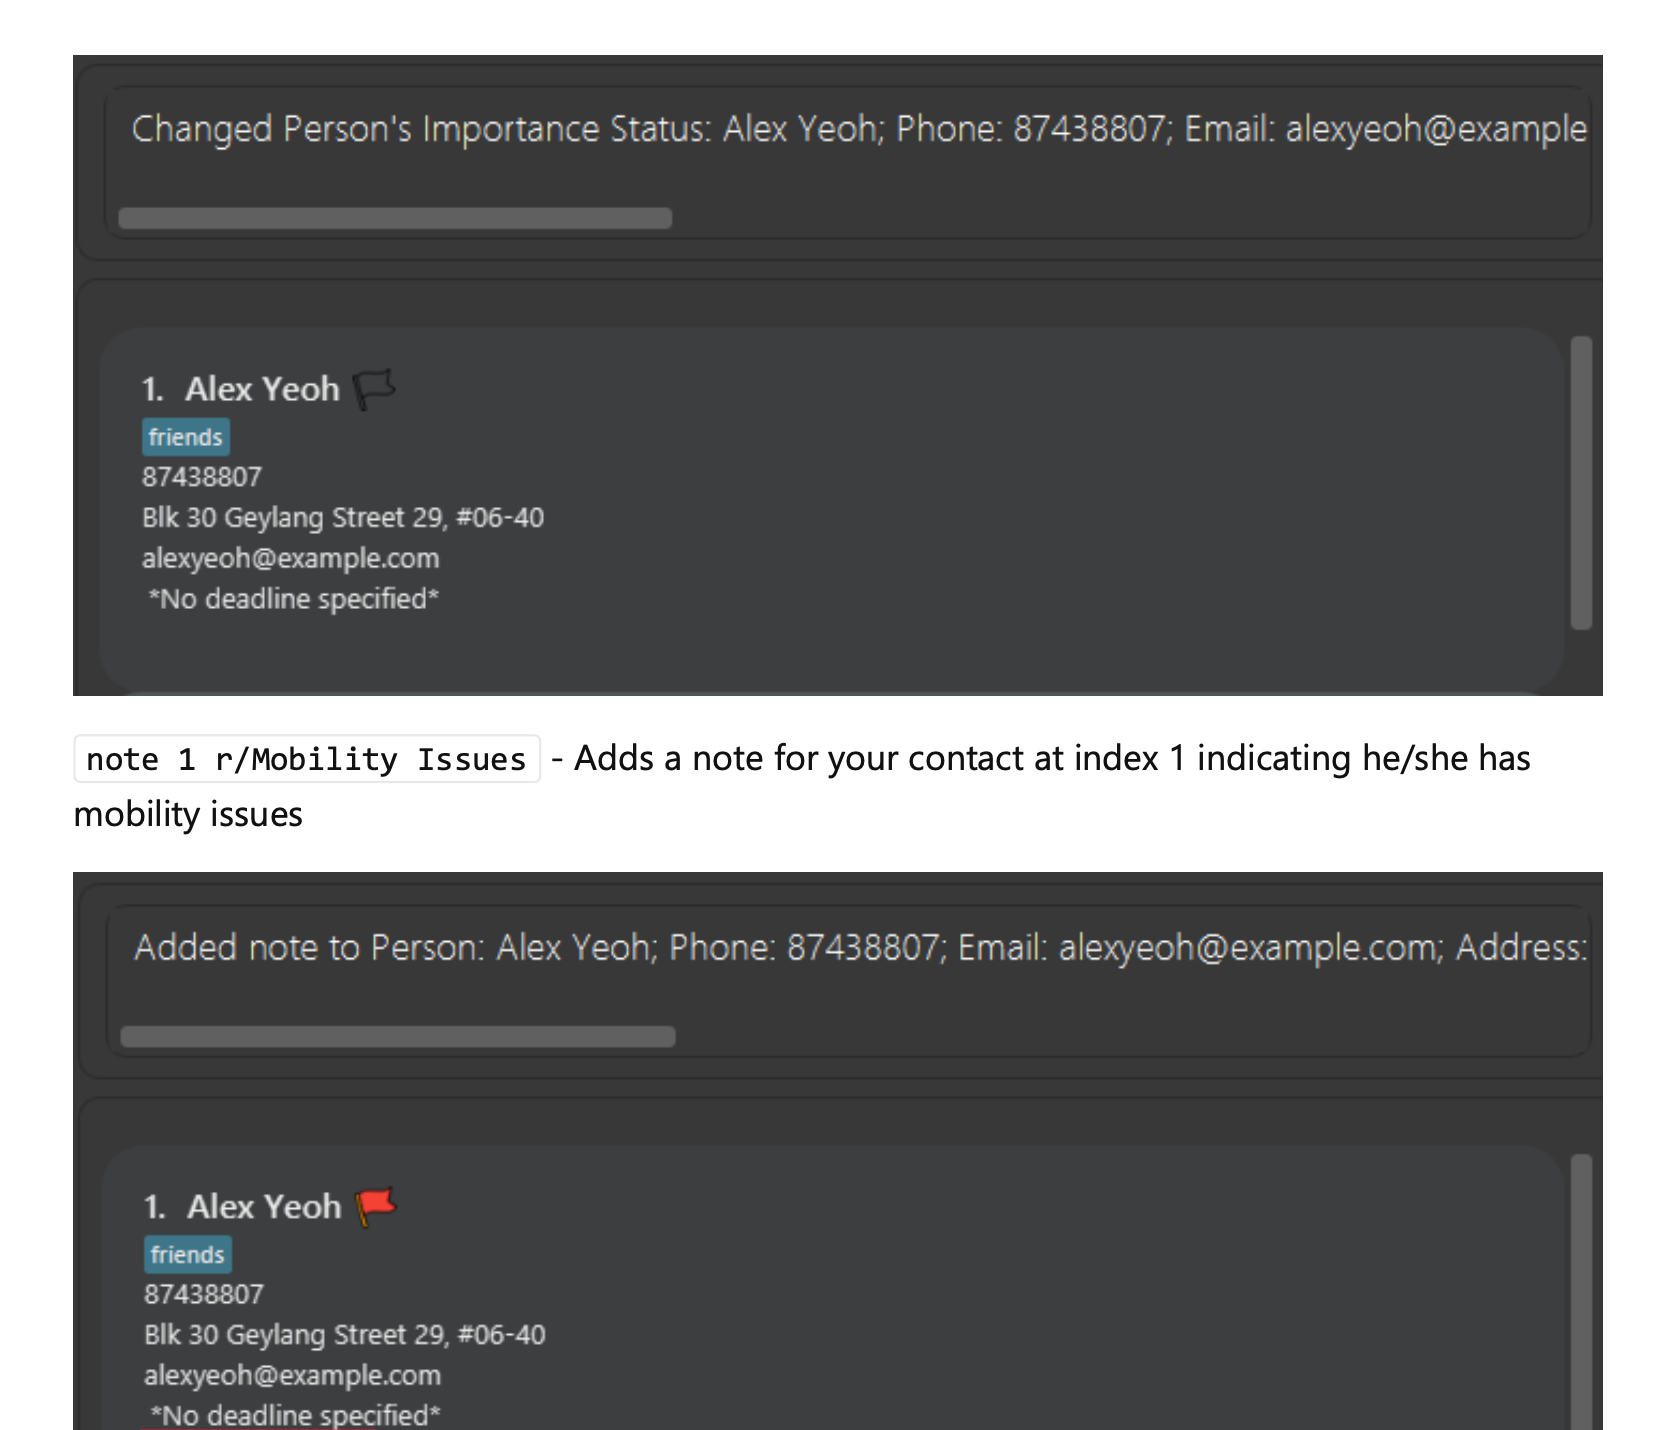 Changed Person's Importance Status: Alex Yeoh; Phone: 87438807; Email: alexyeoh@example
1. Alex Yeoh
friends
87438807
Blk 30 Geylang Street 29, #06-40
alexyeoh@example.com
*No deadline specified*
note 1 r/Mobility Issues - Adds a note for your contact at index 1 indicating he/she has
mobility issues
Added note to Person: Alex Yeoh; Phone: 87438807; Email: alexyeoh@example.com; Address:
1. Alex Yeoh
friends
87438807
Blk 30 Geylang Street 29, #06-40
alexyeoh@example.com
*No deadline specified*